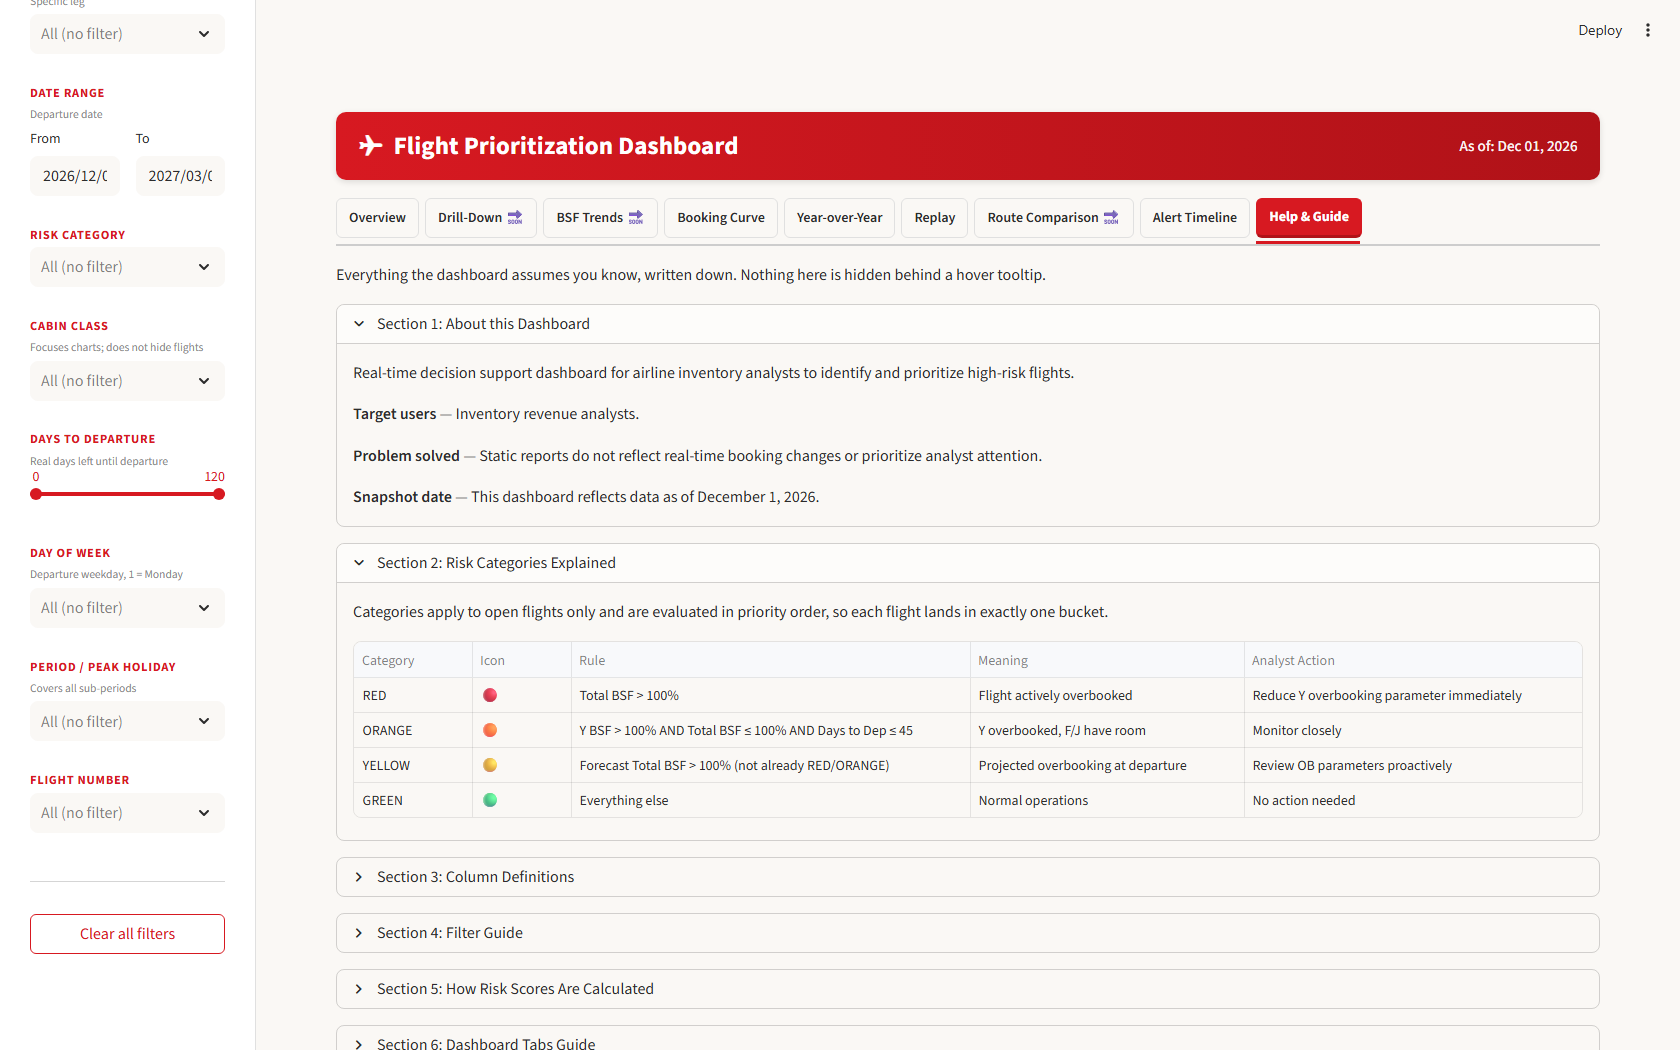 Specific leg
All (no filter)
DATE RANGE
Departure date
From
To
2026/12/0
2027/03/0
RISK CATEGORY
All (no filter)
CABIN CLASS
Focuses charts; does not hide flights
All (no filter)
DAYS TO DEPARTURE
Real days left until departure
0
120
DAY OF WEEK
Departure weekday, 1 = Monday
All (no filter)
PERIOD / PEAK HOLIDAY
Covers all sub-periods
All (no filter)
FLIGHT NUMBER
All (no filter)
Clear all filters
Deploy
Flight Prioritization Dashboard
As of: Dec 01, 2026
Overview
Drill-Down SOON
BSF Trends SOON
Booking Curve
Year-over-Year
Replay
Route Comparison SOON
Alert Timeline
Help & Guide
Everything the dashboard assumes you know, written down. Nothing here is hidden behind a hover tooltip.
Section 1: About this Dashboard
Real-time decision support dashboard for airline inventory analysts to identify and prioritize high-risk flights.
Target users — Inventory revenue analysts.
Problem solved — Static reports do not reflect real-time booking changes or prioritize analyst attention.
Snapshot date — This dashboard reflects data as of December 1, 2026.
Section 2: Risk Categories Explained
Categories apply to open flights only and are evaluated in priority order, so each flight lands in exactly one bucket.
Category Icon Rule Meaning Analyst Action
RED Total BSF > 100% Flight actively overbooked Reduce Y overbooking parameter immediately
ORANGE Y BSF > 100% AND Total BSF ≤ 100% AND Days to Dep ≤ 45 Y overbooked, F/J have room Monitor closely
YELLOW Forecast Total BSF > 100% (not already RED/ORANGE) Projected overbooking at departure Review OB parameters proactively
GREEN Everything else Normal operations No action needed
Section 3: Column Definitions
Section 4: Filter Guide
Section 5: How Risk Scores Are Calculated
Section 6: Dashboard Tabs Guide